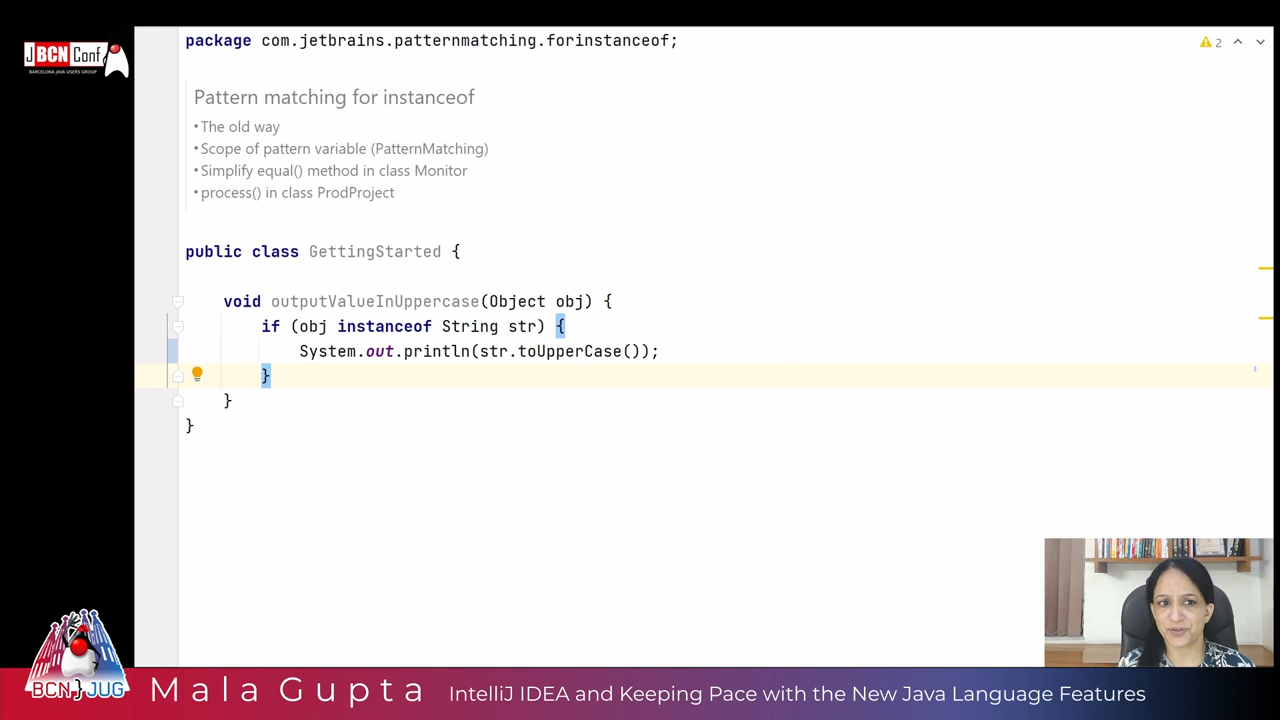 JBCNConf
BARCELONA JAVA USERS GROUP
package com.jetbrains.patternmatching.forinstanceof;
2
Pattern matching for instanceof
•The old way
•Scope of pattern variable (PatternMatching)
•Simplify equal() method in class Monitor
•process() in class ProdProject
public class GettingStarted {
void outputValueInUppercase(Object obj) {
if (obj instanceof String str) {
System.out.println(str.toUpperCase());
}
}
}
BCN}JUG
Mala Gupta
IntelliJ IDEA and Keeping Pace with the New Java Language Features